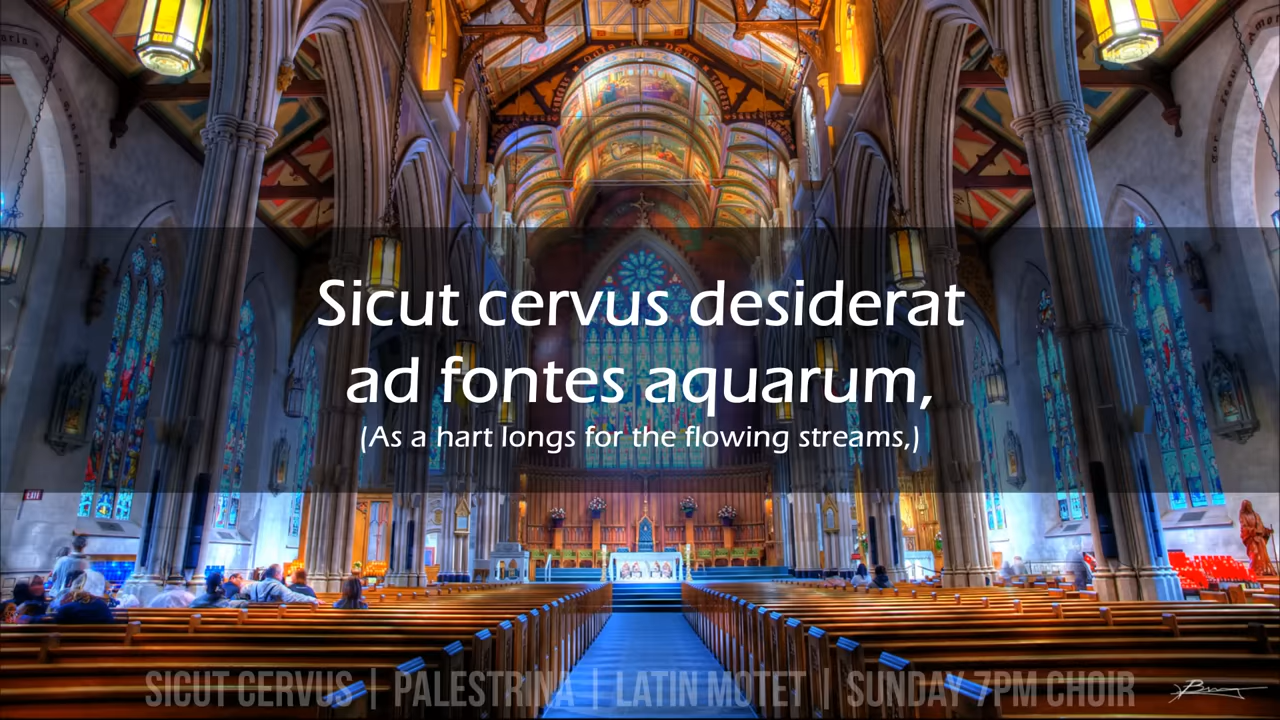 Sicut cervus desiderat
ad fontes aquarum,
(As a hart longs for the flowing streams,)
EXIT
SICUT CERVUS | PALESTRINA | LATIN MOTET | SUNDAY 7PM CHOIR